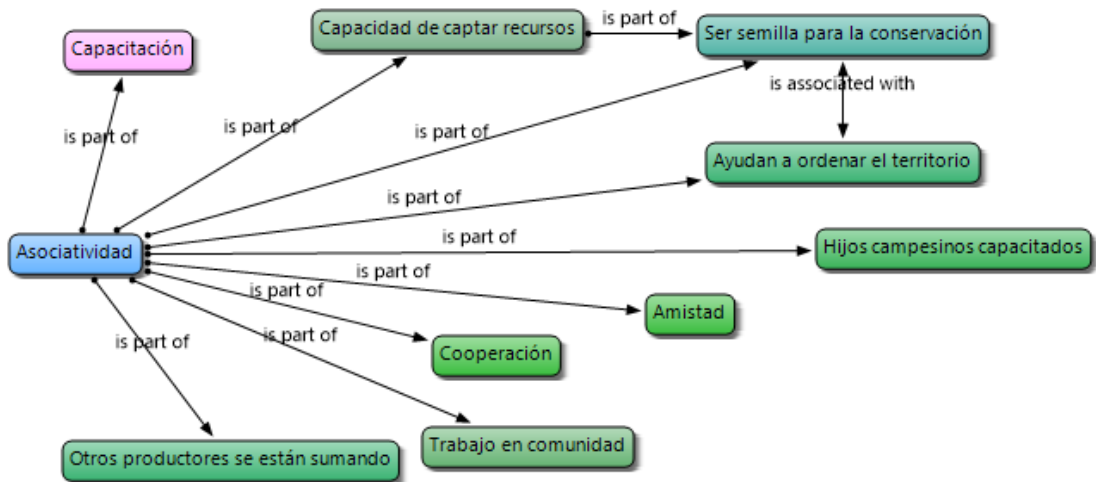 Capacidad de captar recursos
is part of
Ser semilla para la conservación
Capacitación
is associated with
is part of
is part of
is part of
Ayudan a ordenar el territorio
is part of
Asociatividad
is part of
Hijos campesinos capacitados
is part of
is part of
Amistad
is part of
is part of
Cooperación
Trabajo en comunidad
Otros productores se están sumando